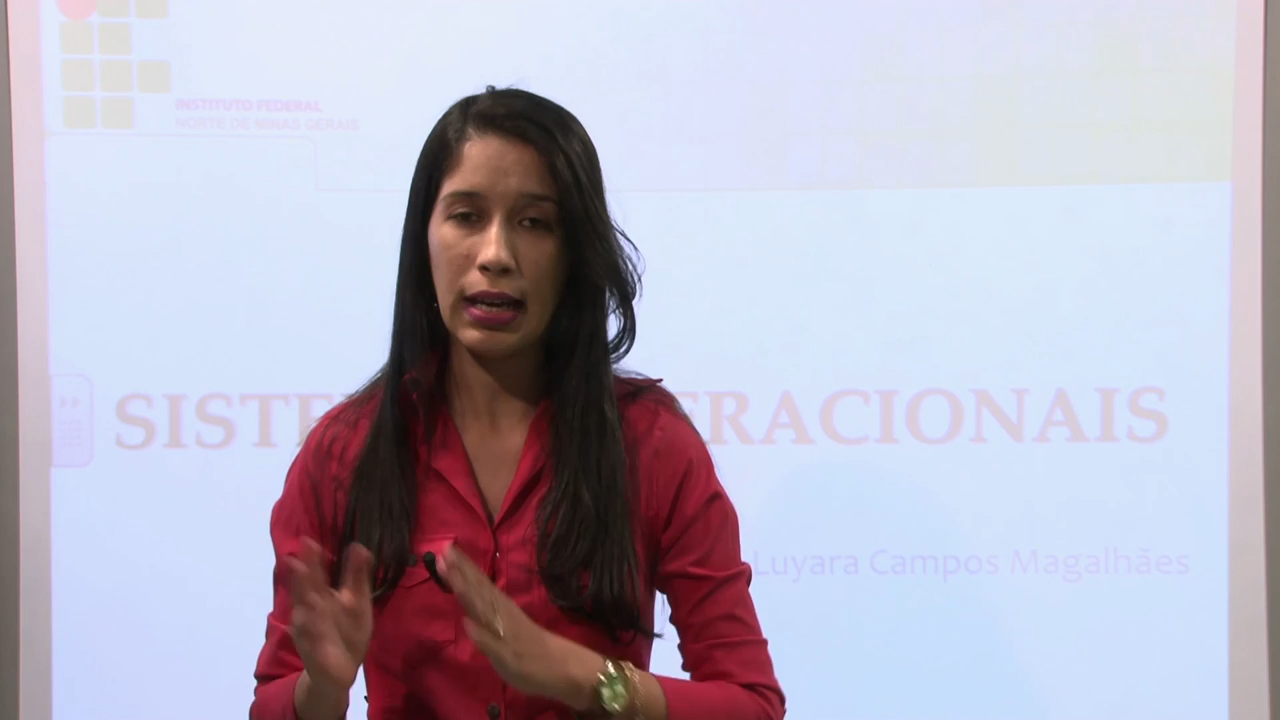 INSTITUTO FEDERAL
NORTE DE MINAS GERAIS
SISTE ERACIONAIS
Luyara Campos Magalhães